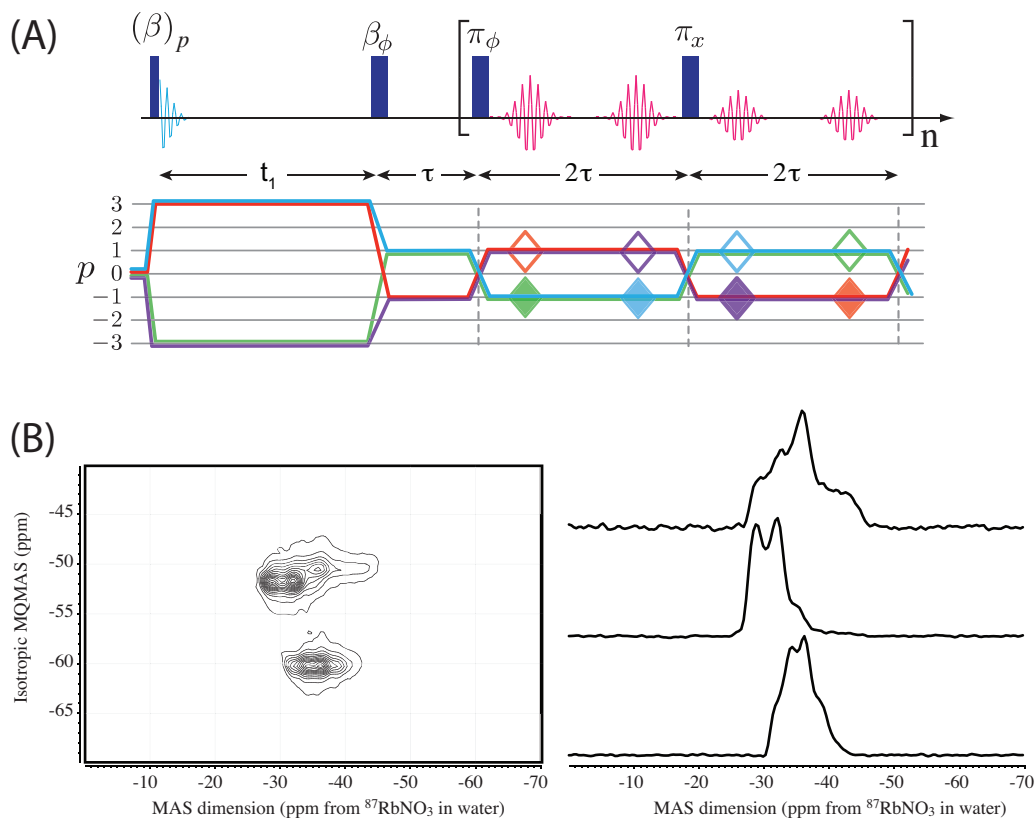 (A)
(β)p βϕ πϕ πx
n
t1 τ 2τ 2τ
3
2
1
p 0
−1
−2
−3
(B)
Isotropic MQMAS (ppm)
-45
-50
-55
-60
-65
-10 -20 -30 -40 -50 -60 -70
MAS dimension (ppm from 87RbNO3 in water)
-10 -20 -30 -40 -50 -60 -70
MAS dimension (ppm from 87RbNO3 in water)